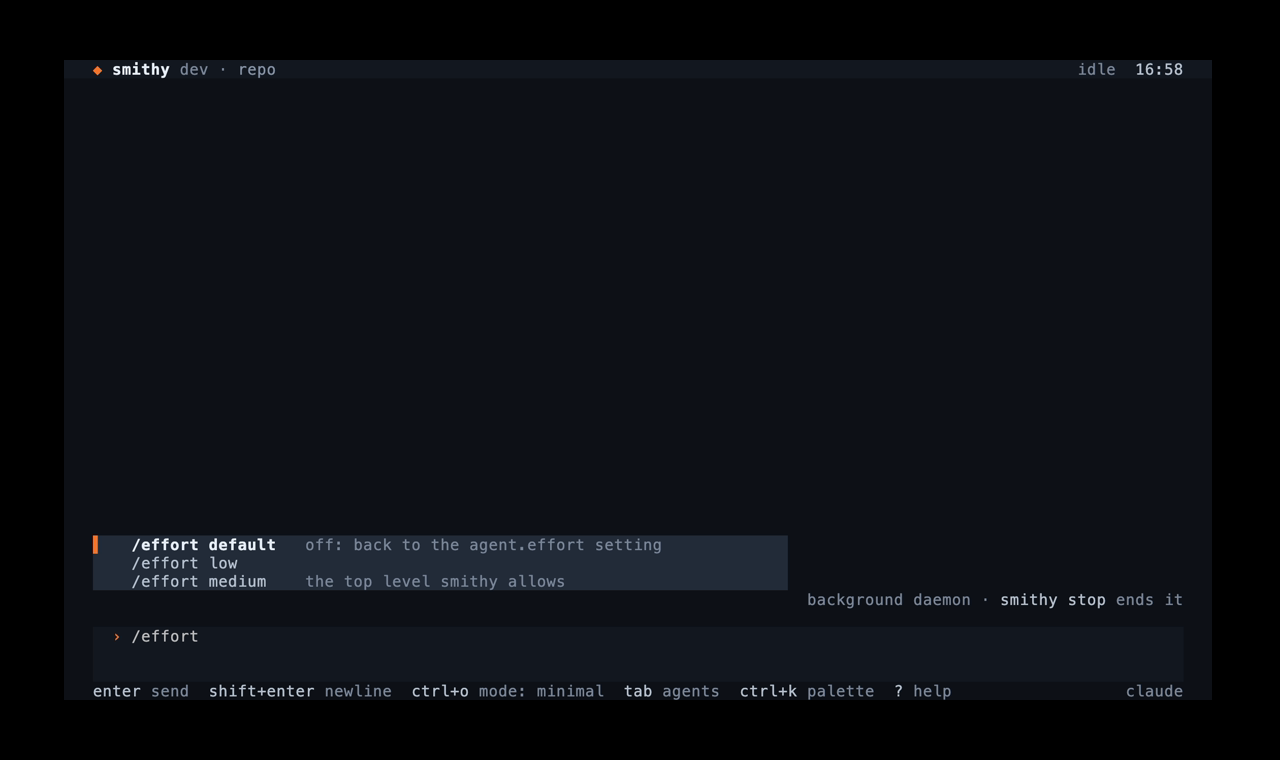 ◆ smithy dev · repo idle 16:58
/effort default off: back to the agent.effort setting
/effort low
/effort medium the top level smithy allows
background daemon · smithy stop ends it
› /effort
enter send shift+enter newline ctrl+o mode: minimal tab agents ctrl+k palette ? help claude